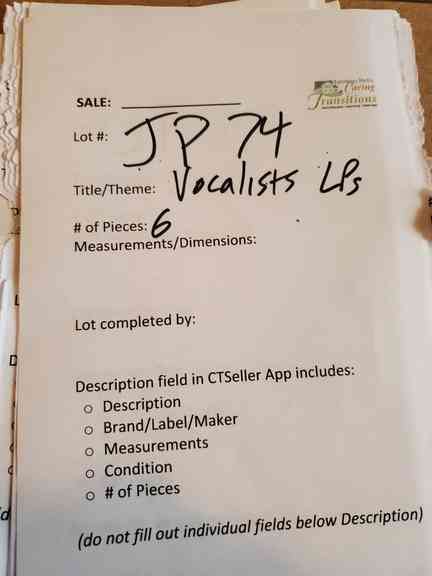 Caring
Transitions
SALE: ____________
Lot #: JP 74
Title/Theme: Vocalists LPs
# of Pieces: 6
Measurements/Dimensions:
Lot completed by:
Description field in CTSeller App includes:
o Description
o Brand/Label/Maker
o Measurements
o Condition
o # of Pieces
(do not fill out individual fields below Description)